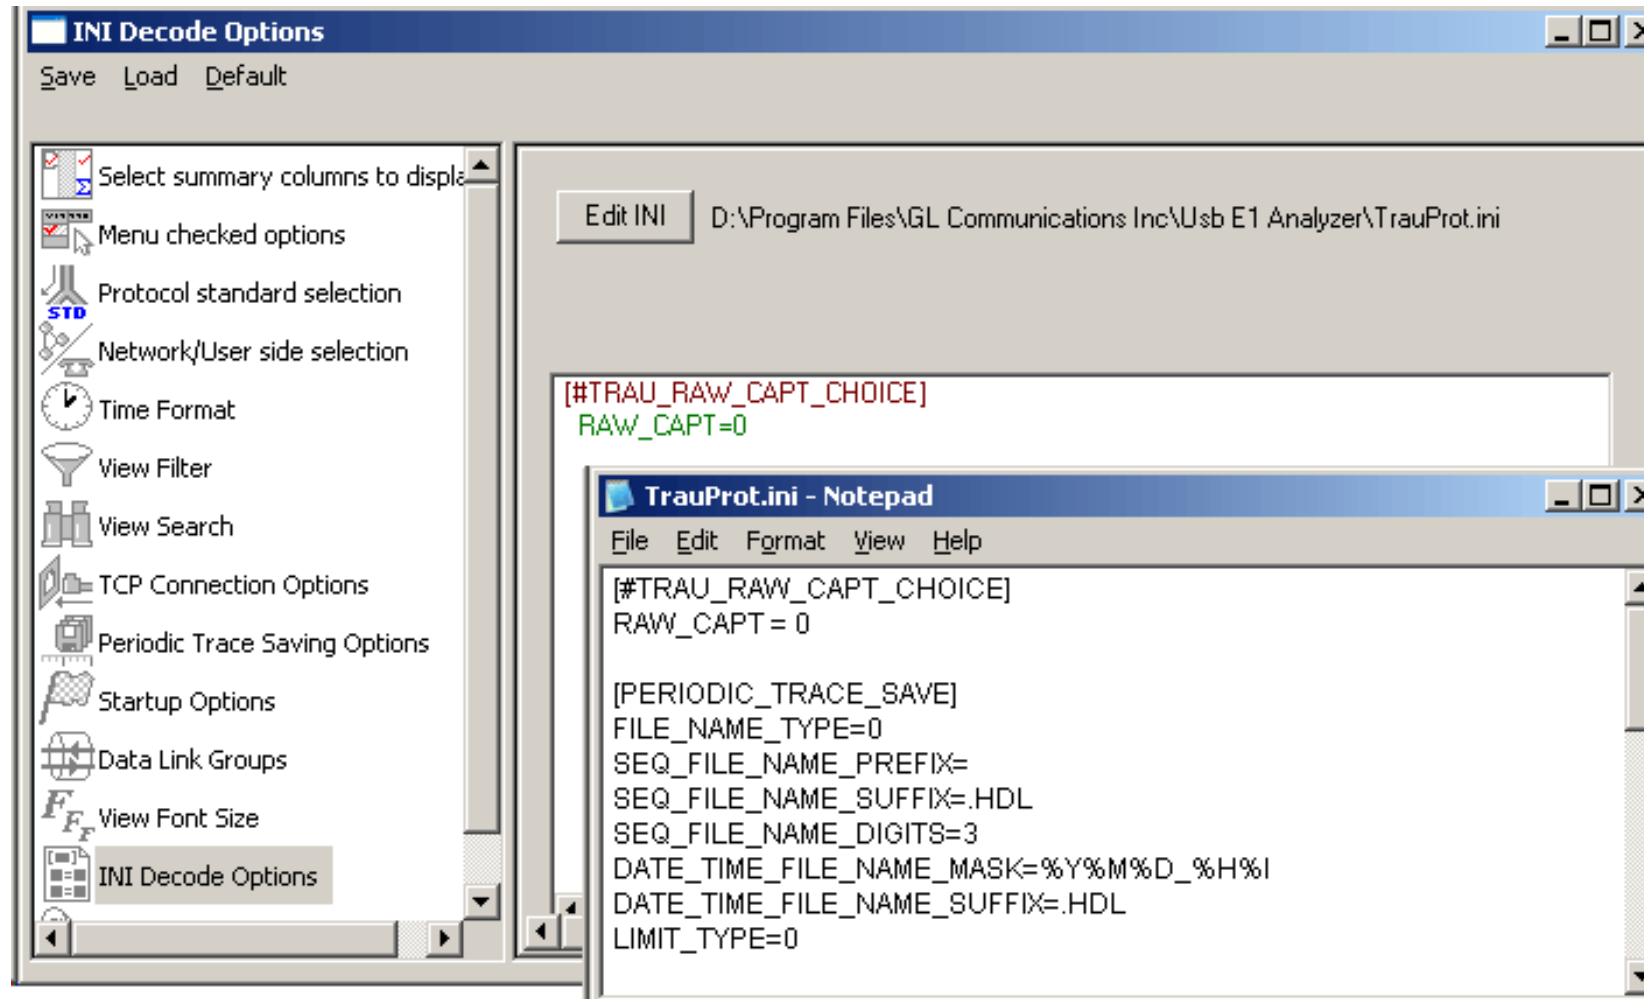 INI Decode Options
Save Load Default
Select summary columns to displa
Menu checked options
Protocol standard selection
STD
Network/User side selection
Time Format
View Filter
View Search
TCP Connection Options
Periodic Trace Saving Options
Startup Options
Data Link Groups
View Font Size
INI Decode Options
Edit INI D:\Program Files\GL Communications Inc\Usb E1 Analyzer\TrauProt.ini
[#TRAU_RAW_CAPT_CHOICE]
RAW_CAPT=0
TrauProt.ini - Notepad
File Edit Format View Help
[#TRAU_RAW_CAPT_CHOICE]
RAW_CAPT = 0
[PERIODIC_TRACE_SAVE]
FILE_NAME_TYPE=0
SEQ_FILE_NAME_PREFIX=
SEQ_FILE_NAME_SUFFIX=.HDL
SEQ_FILE_NAME_DIGITS=3
DATE_TIME_FILE_NAME_MASK=%Y%M%D_%H%I
DATE_TIME_FILE_NAME_SUFFIX=.HDL
LIMIT_TYPE=0